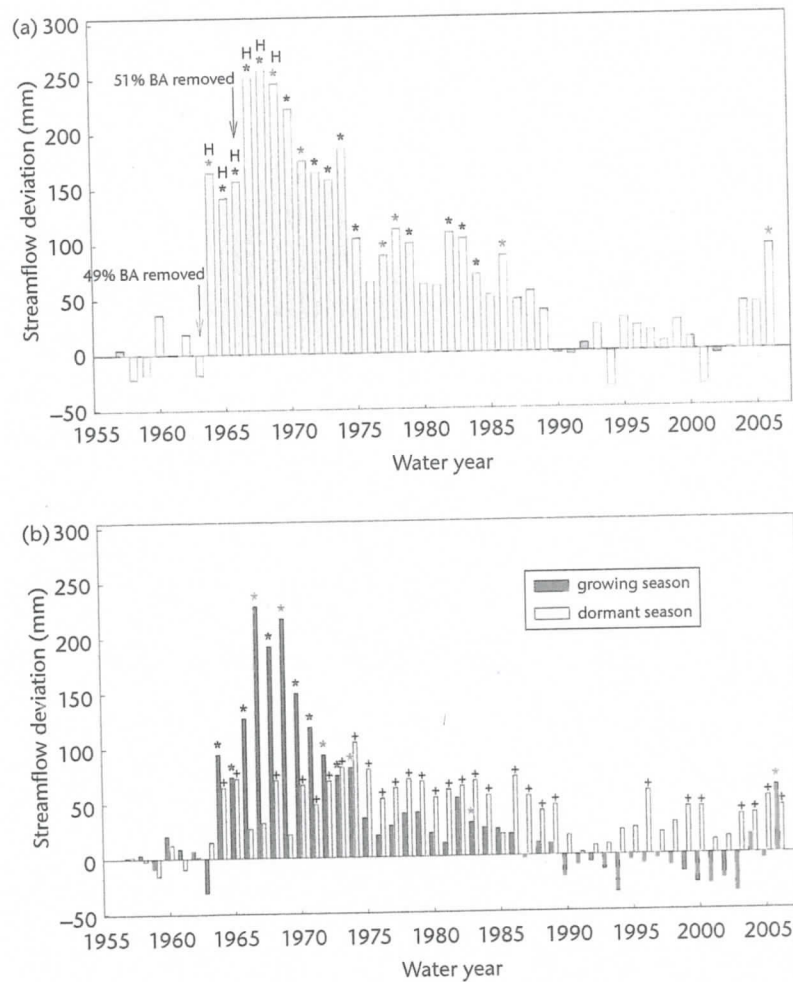 (a)
300
250
200
150
100
50
0
−50
Streamflow deviation (mm)
51% BA removed
49% BA removed
H H H
H H H
* * * * * * * * * * * * * * * * * * *
1955 1960 1965 1970 1975 1980 1985 1990 1995 2000 2005
Water year
(b)
300
250
200
150
100
50
0
−50
Streamflow deviation (mm)
growing season
dormant season
1955 1960 1965 1970 1975 1980 1985 1990 1995 2000 2005
Water year